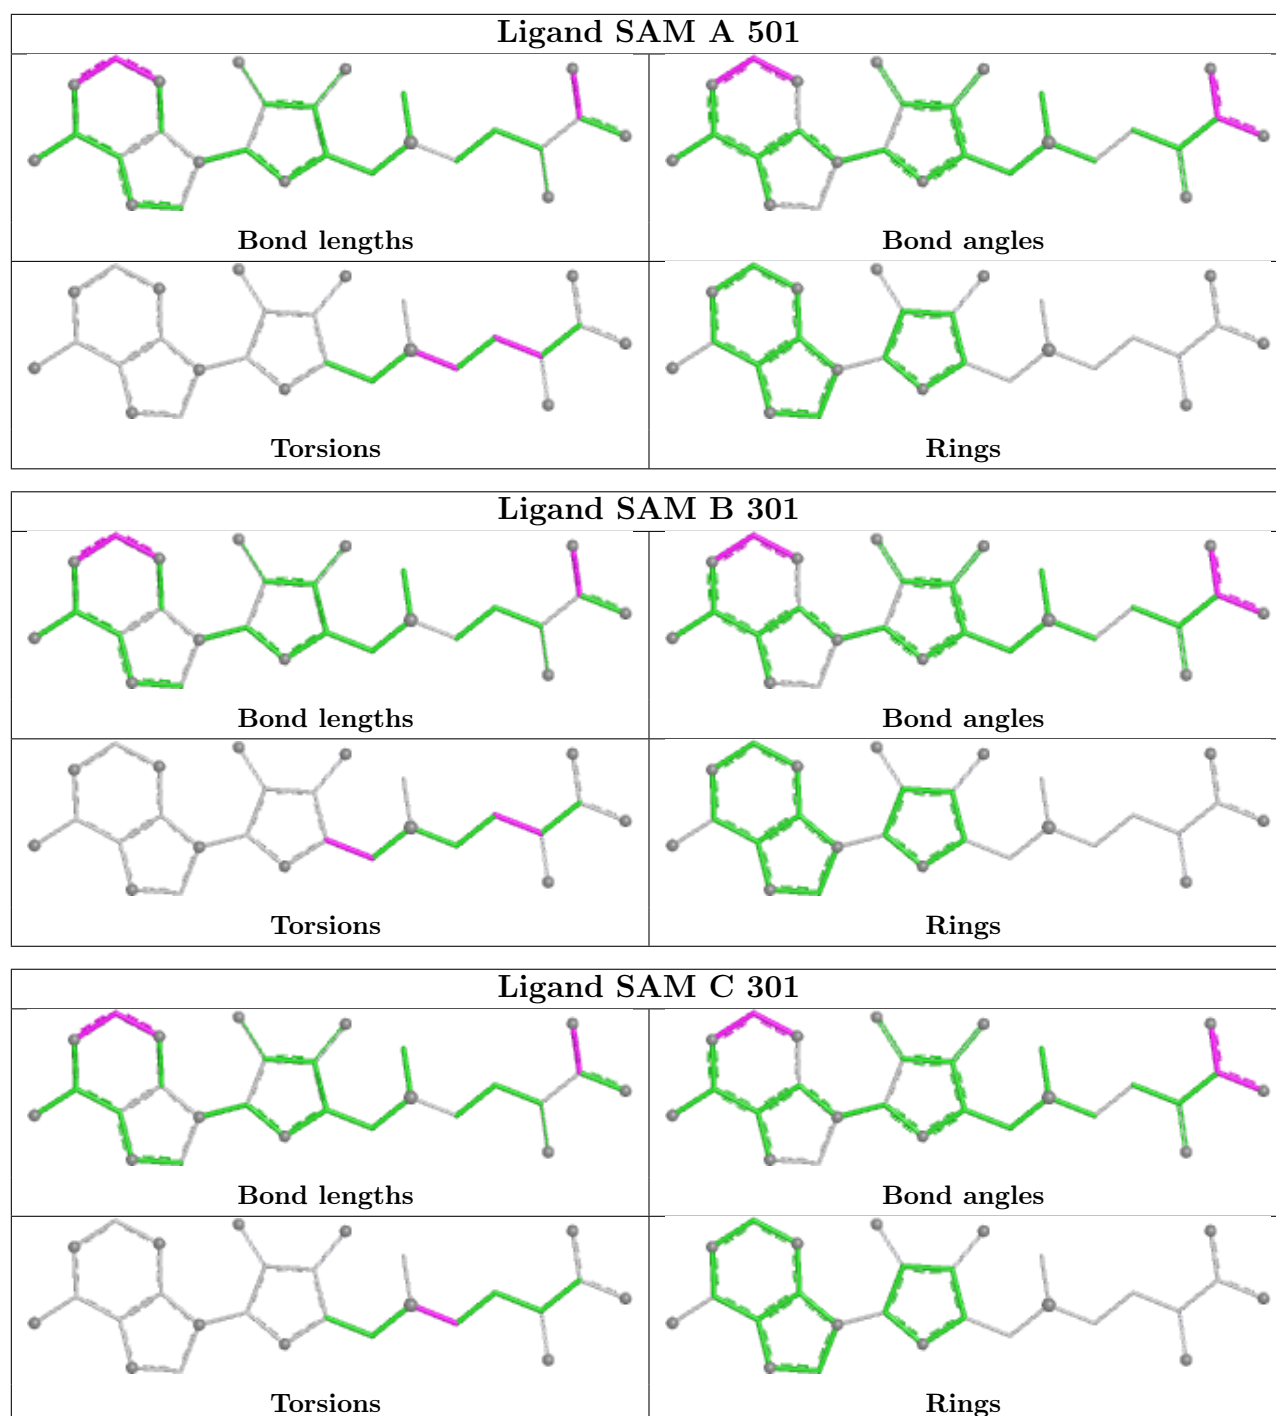 Ligand SAM A 501
Bond lengths
Bond angles
Torsions
Rings
Ligand SAM B 301
Bond lengths
Bond angles
Torsions
Rings
Ligand SAM C 301
Bond lengths
Bond angles
Torsions
Rings